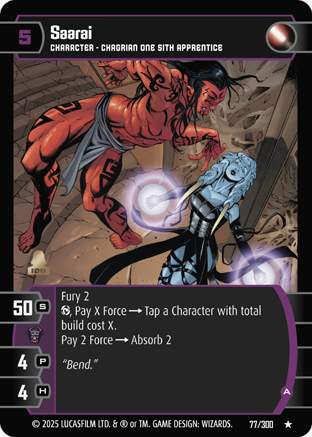 5 Saarai
CHARACTER • CHAGRIAN ONE SITH APPRENTICE
50 S
4 P
4 H
Fury 2
, Pay X Force → Tap a Character with total
build cost X.
Pay 2 Force → Absorb 2
"Bend."
A
© 2025 LUCASFILM LTD. & ® or TM. GAME DESIGN: WIZARDS. 77/300 ★